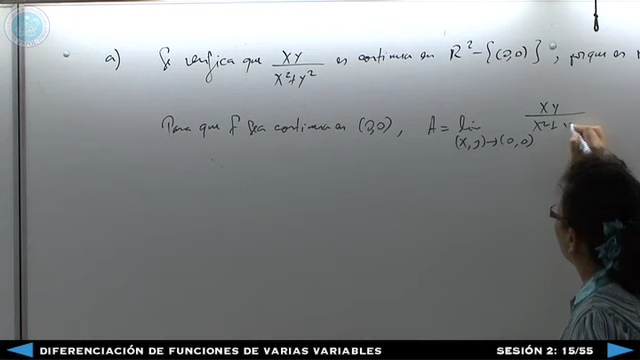 a) Se verifica que XY / X²+y² es continua en R² - {(0,0)}, porque es
Para que f sea continua en (0,0), A = lim (x,y)→(0,0) XY / X²+
DIFERENCIACIÓN DE FUNCIONES DE VARIAS VARIABLES
SESIÓN 2: 15/55